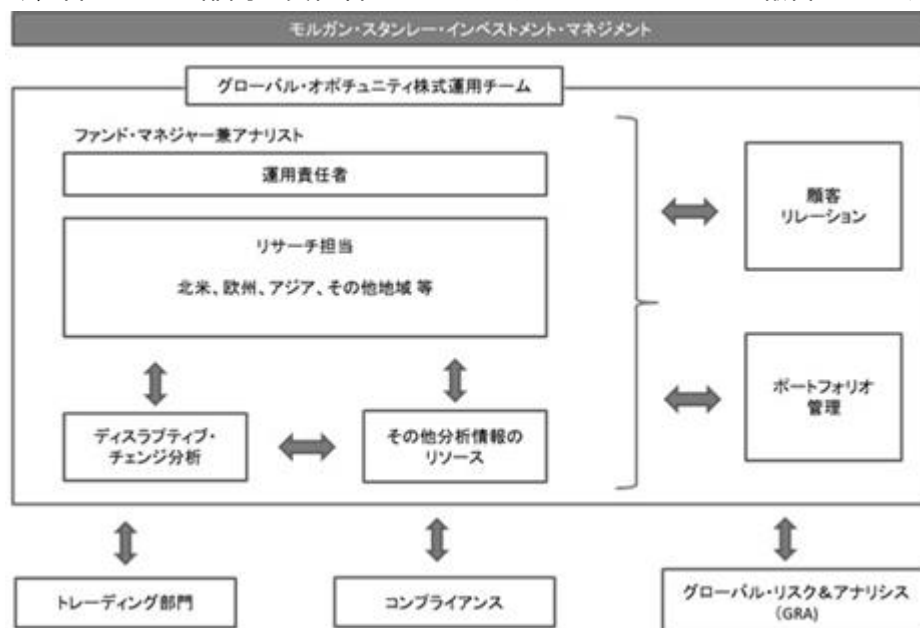 モルガン・スタンレー・インベストメント・マネジメント
グローバル・オポチュニティ株式運用チーム
ファンド・マネジャー兼アナリスト
運用責任者
リサーチ担当
北米、欧州、アジア、その他地域 等
顧客
リレーション
ディスラプティブ・
チェンジ分析
その他分析情報の
リソース
ポートフォリオ
管理
トレーディング部門
コンプライアンス
グローバル・リスク&アナリシス
(GRA)